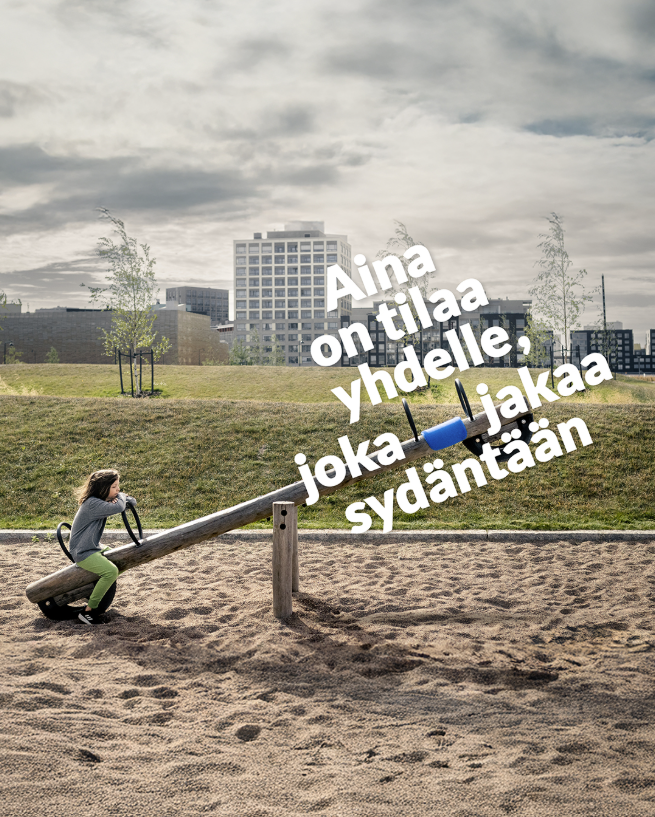 Aina
on tilaa
yhdelle,
joka jakaa
sydäntään